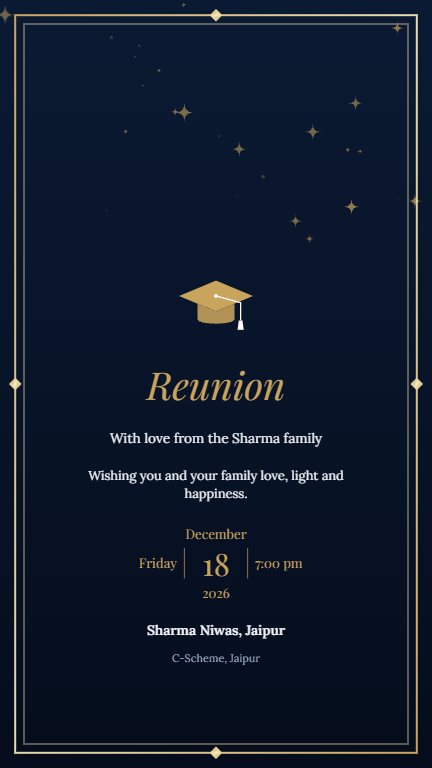 Reunion
With love from the Sharma family
Wishing you and your family love, light and
happiness.
December
Friday 18 7:00 pm
2026
Sharma Niwas, Jaipur
C-Scheme, Jaipur